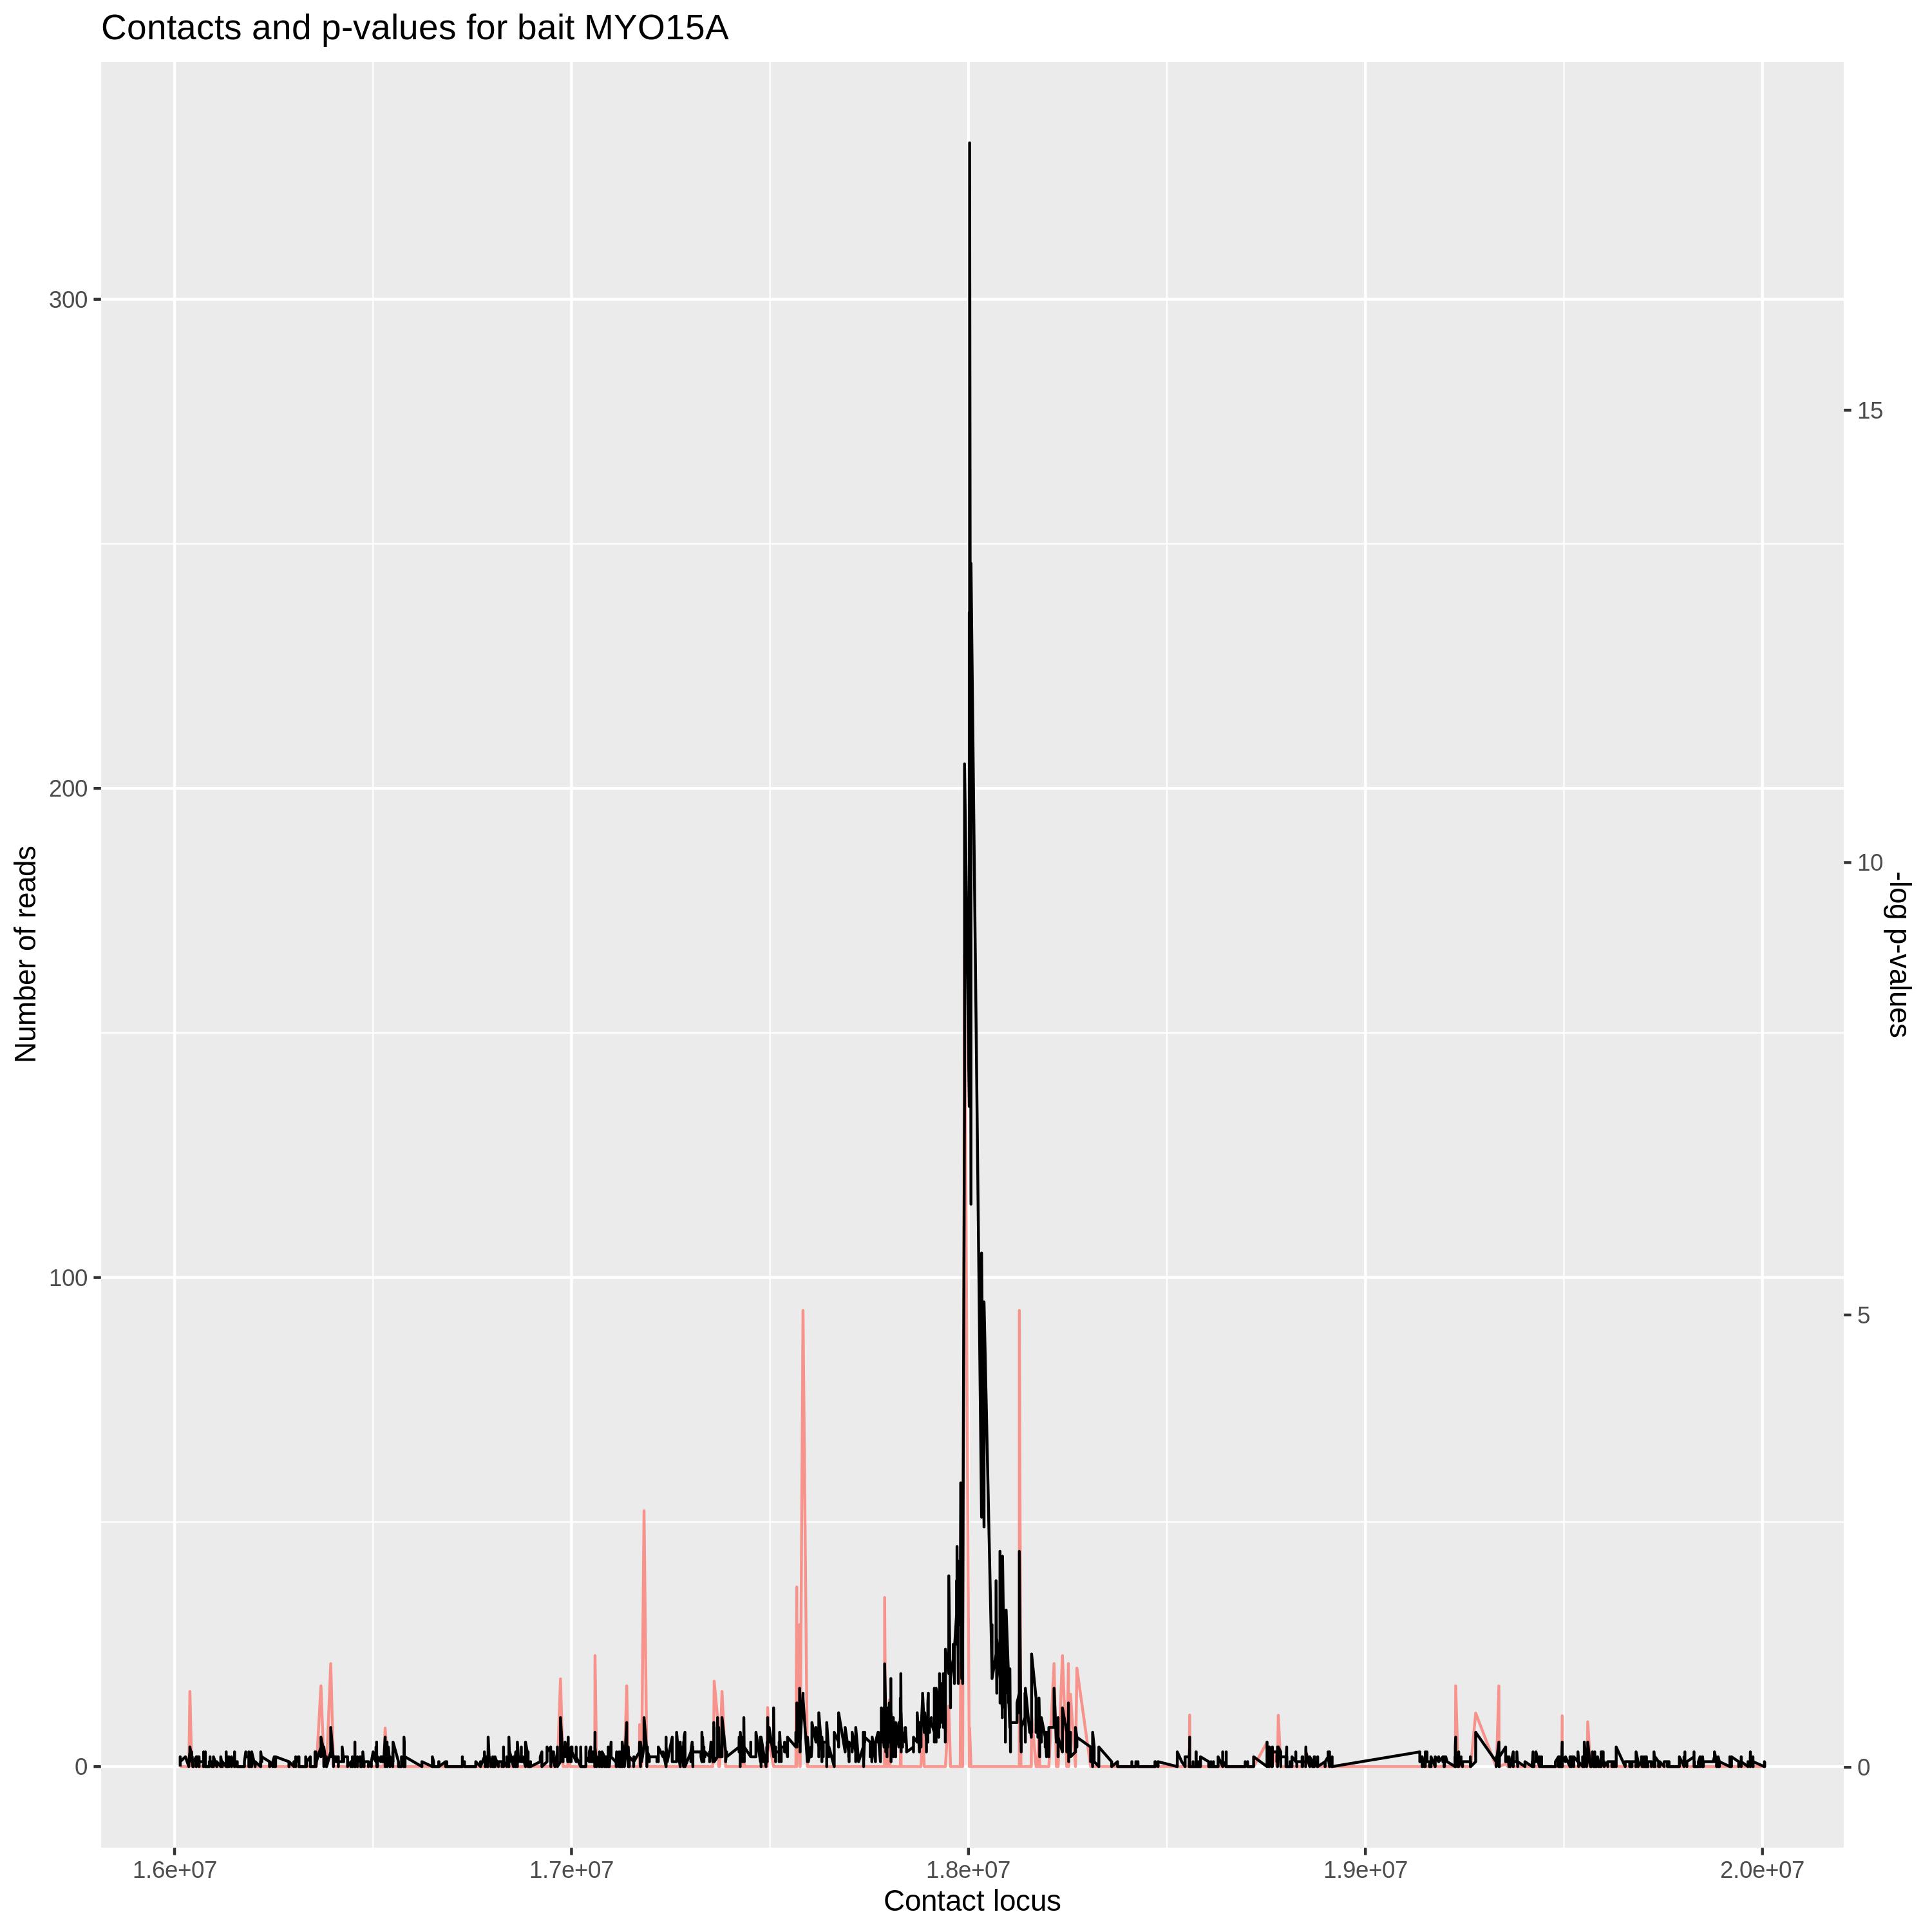 Contacts and p-values for bait MYO15A
300
200
100
0
Number of reads
15
10
5
0
-log p-values
1.6e+07
1.7e+07
1.8e+07
1.9e+07
2.0e+07
Contact locus